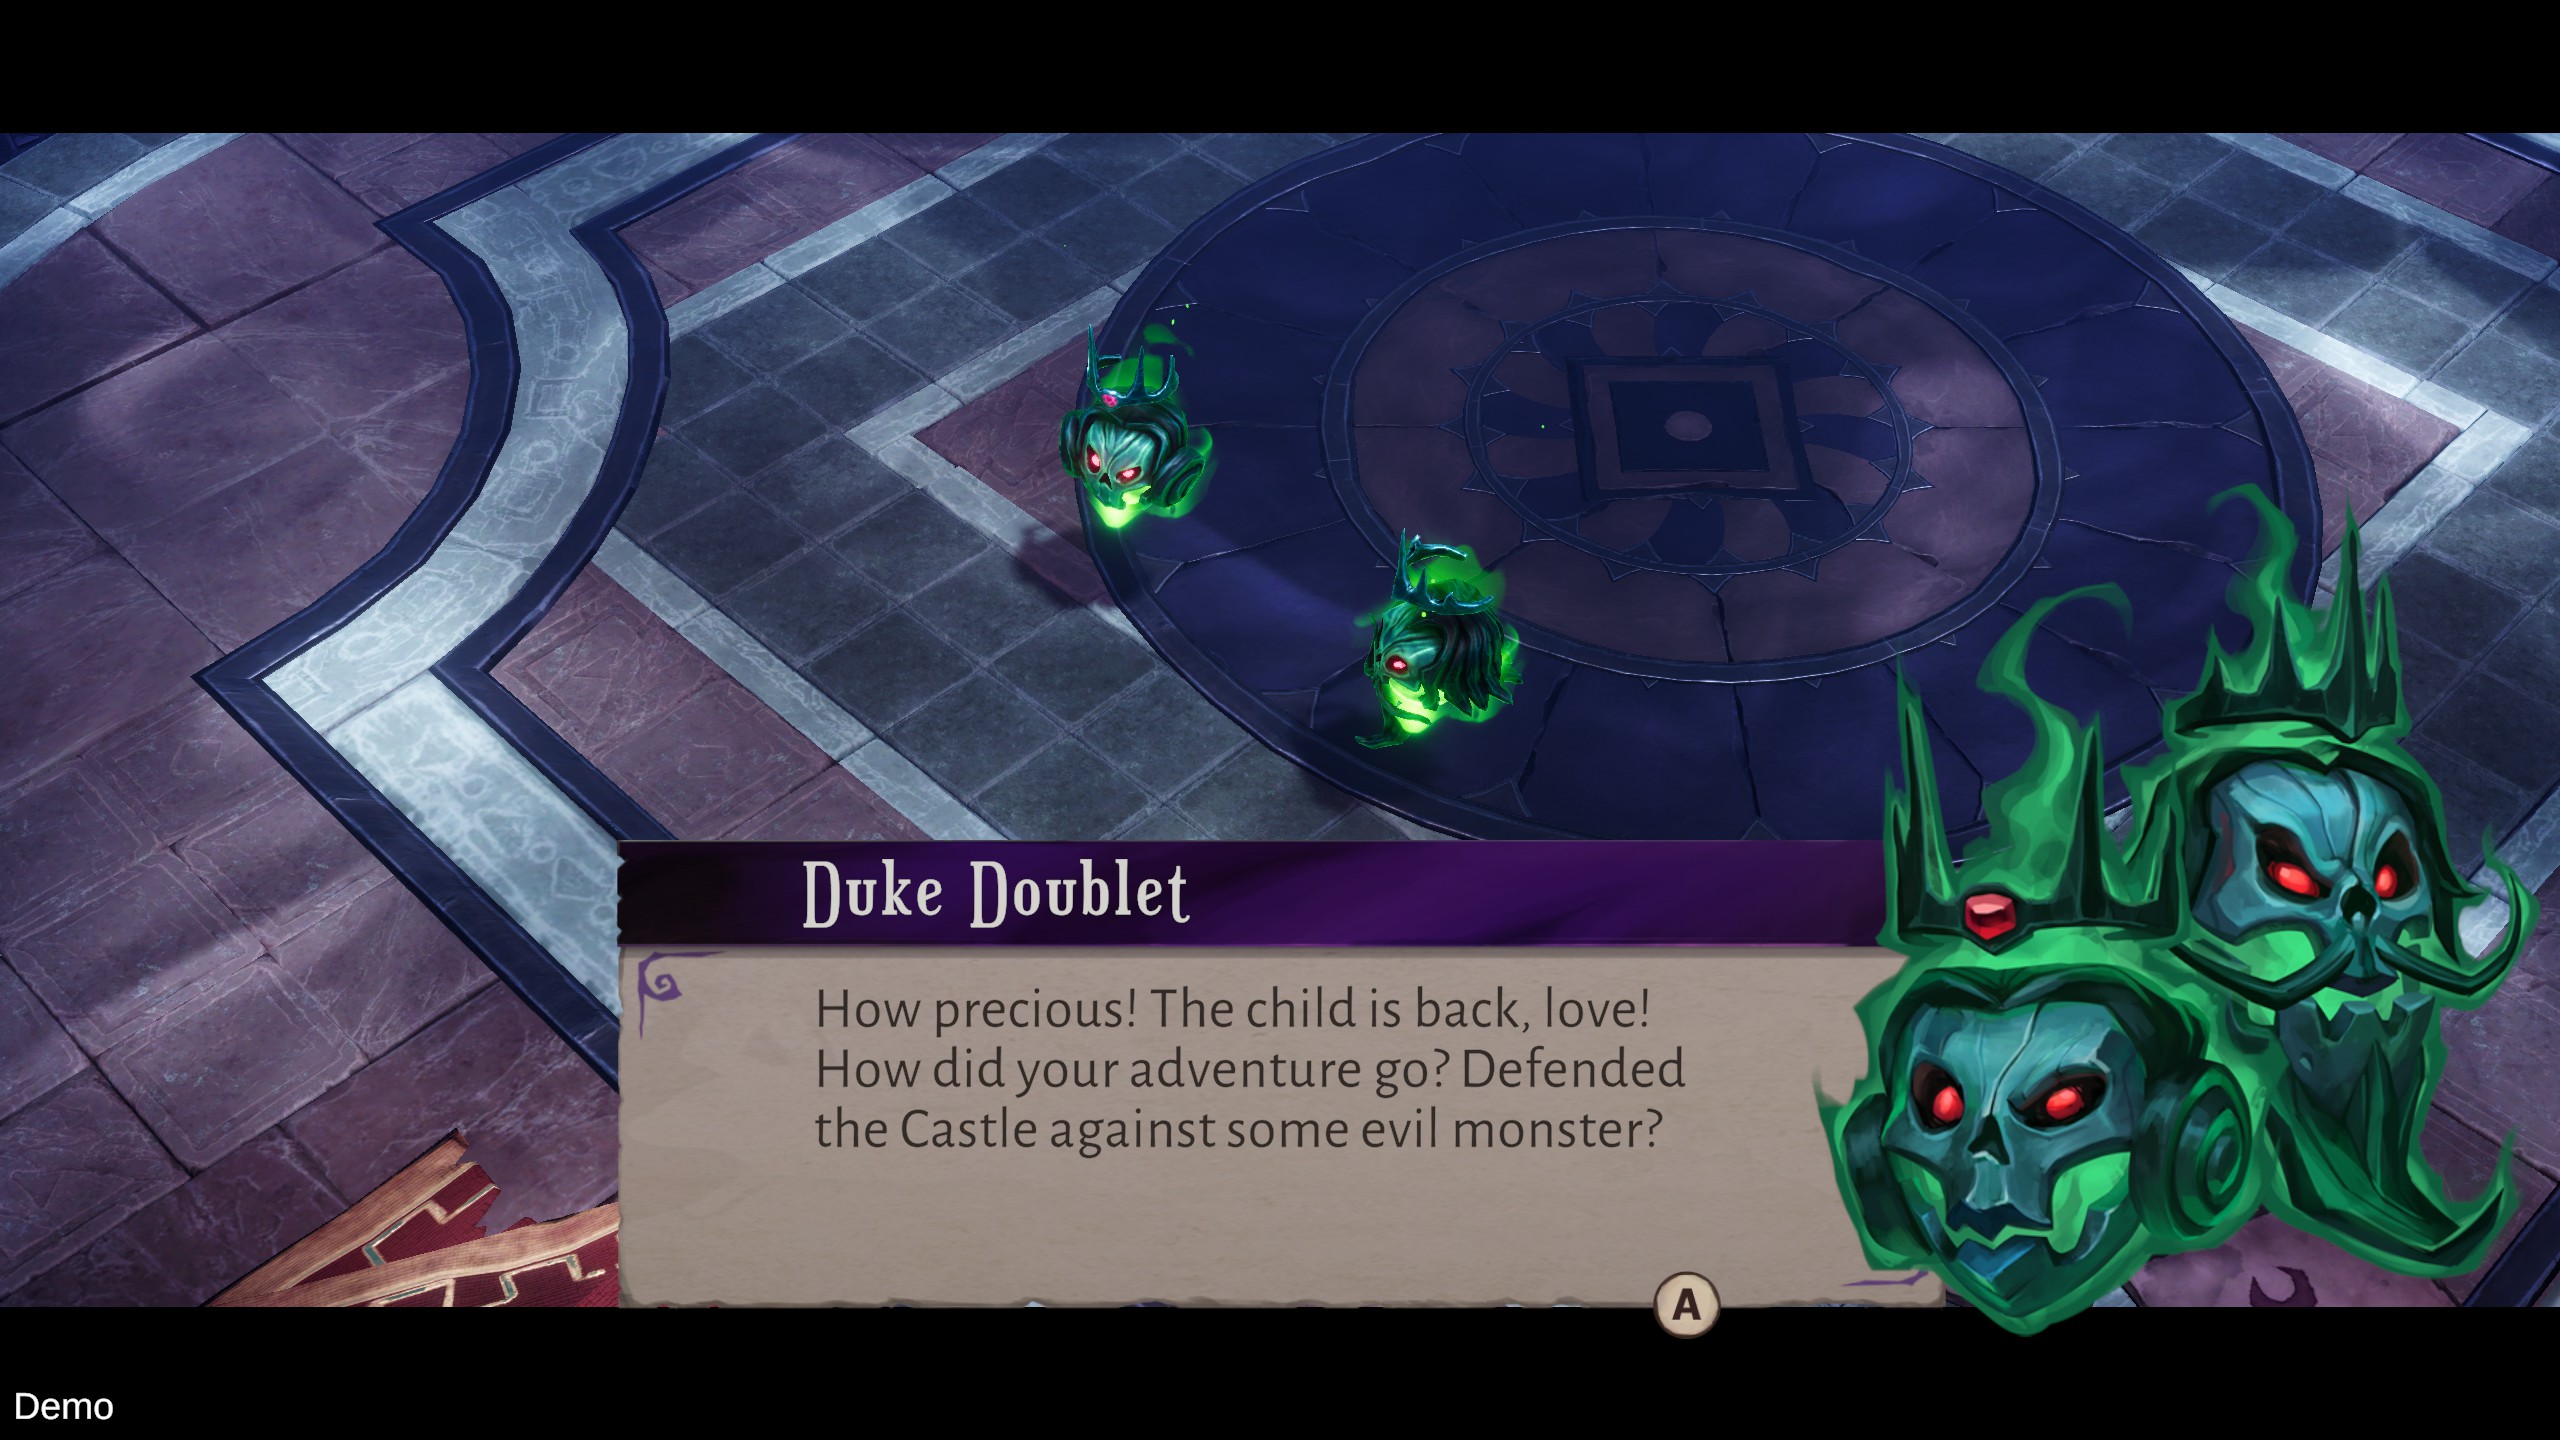 Duke Doublet
How precious! The child is back, love!
How did your adventure go? Defended
the Castle against some evil monster?
A
Demo